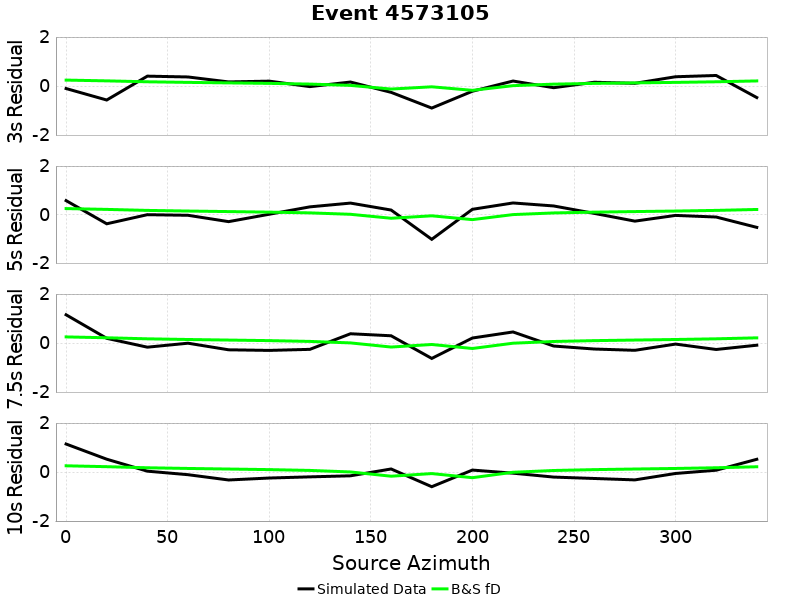 Event 4573105
3s Residual
2
0
-2
5s Residual
2
0
-2
7.5s Residual
2
0
-2
10s Residual
2
0
-2
0 50 100 150 200 250 300
Source Azimuth
Simulated Data B&S fD